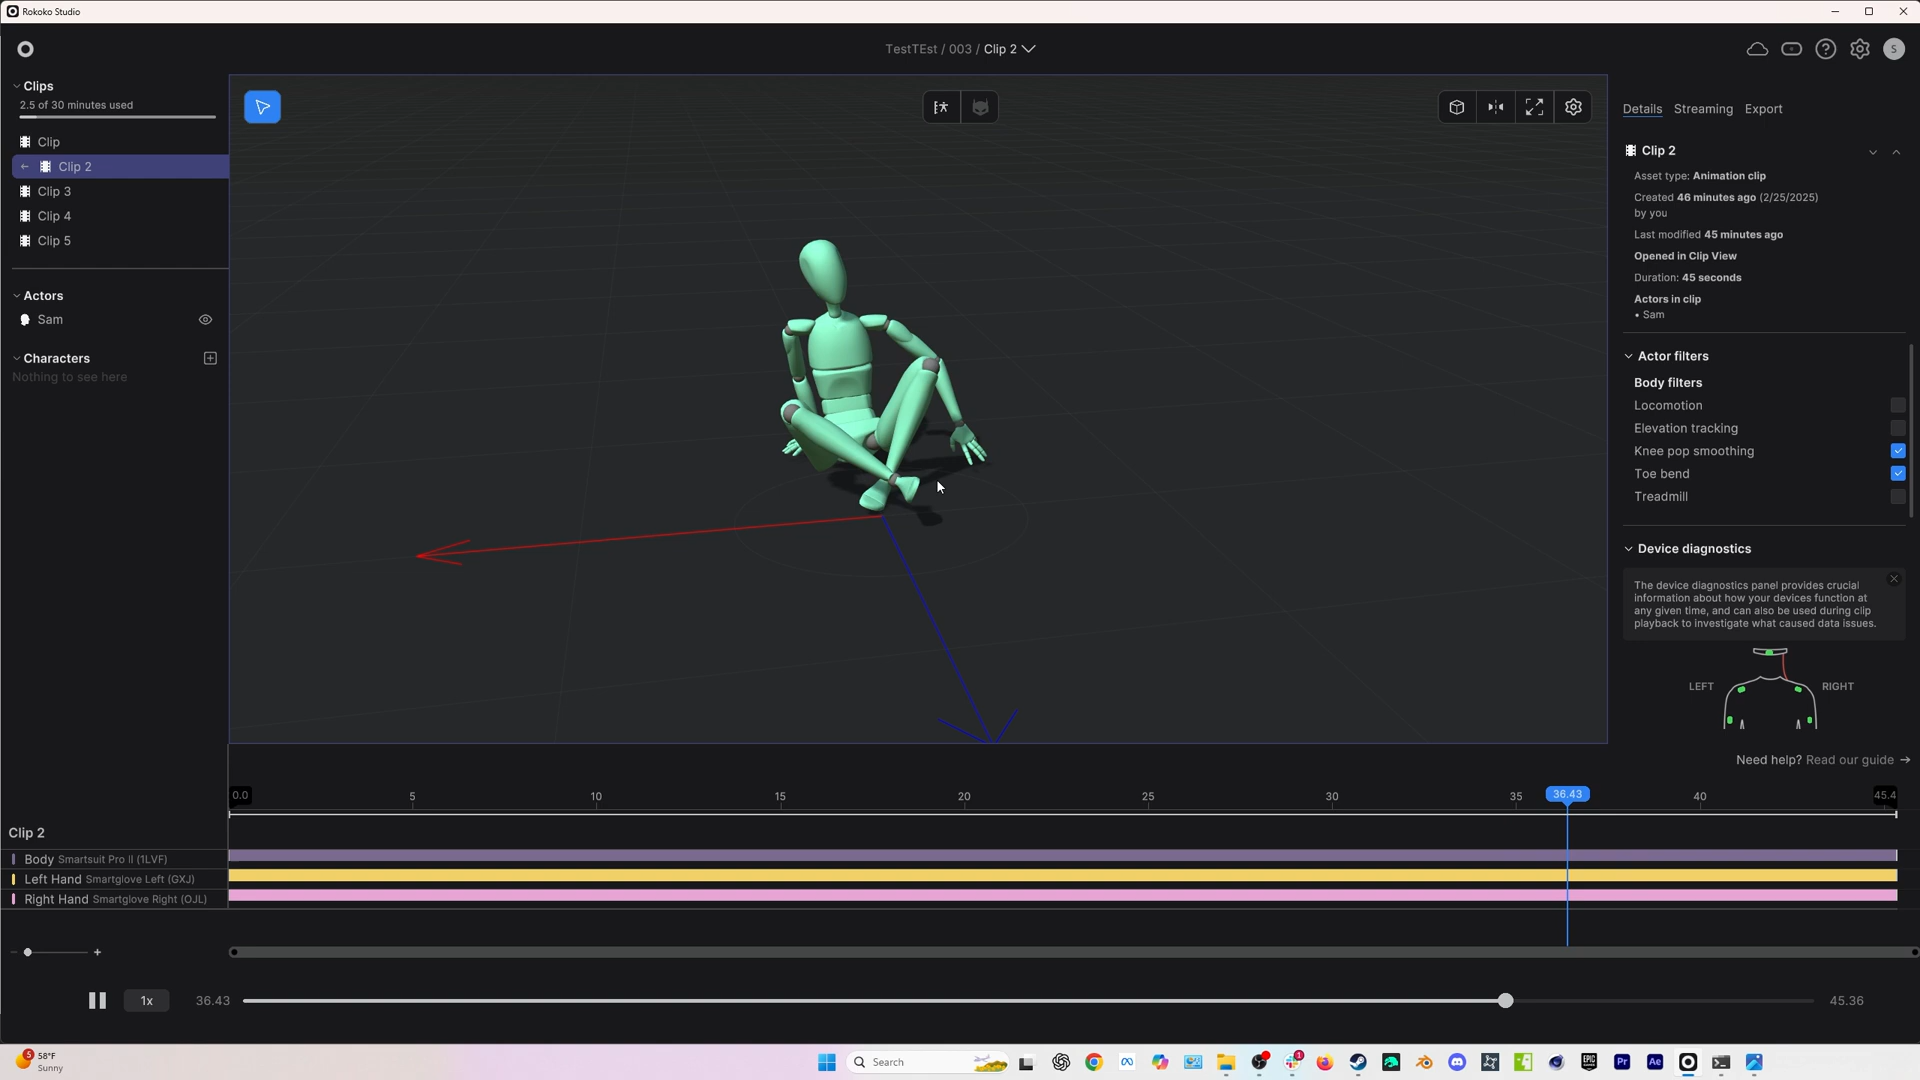 Rokoko Studio
TestTEst / 003 / Clip 2
S
Clips
2.5 of 30 minutes used
Clip
Clip 2
Clip 3
Clip 4
Clip 5
Actors
Sam
Characters
Nothing to see here
Details Streaming Export
Clip 2
Asset type: Animation clip
Created 46 minutes ago (2/25/2025)
by you
Last modified 45 minutes ago
Opened in Clip View
Duration: 45 seconds
Actors in clip
• Sam
Actor filters
Body filters
Locomotion
Elevation tracking
Knee pop smoothing
Toe bend
Treadmill
Device diagnostics
The device diagnostics panel provides crucial
information about how your devices function at
any given time, and can also be used during clip
playback to investigate what caused data issues.
LEFT RIGHT
Need help? Read our guide →
0.0 5 10 15 20 25 30 35 36.43 40 45.4
Clip 2
Body Smartsuit Pro II (1LVF)
Left Hand Smartglove Left (GXJ)
Right Hand Smartglove Right (OJL)
- +
1x 36.43 45.36
5
58°F
Sunny
Search
1
EPIC
GAMES
Pr
Ae